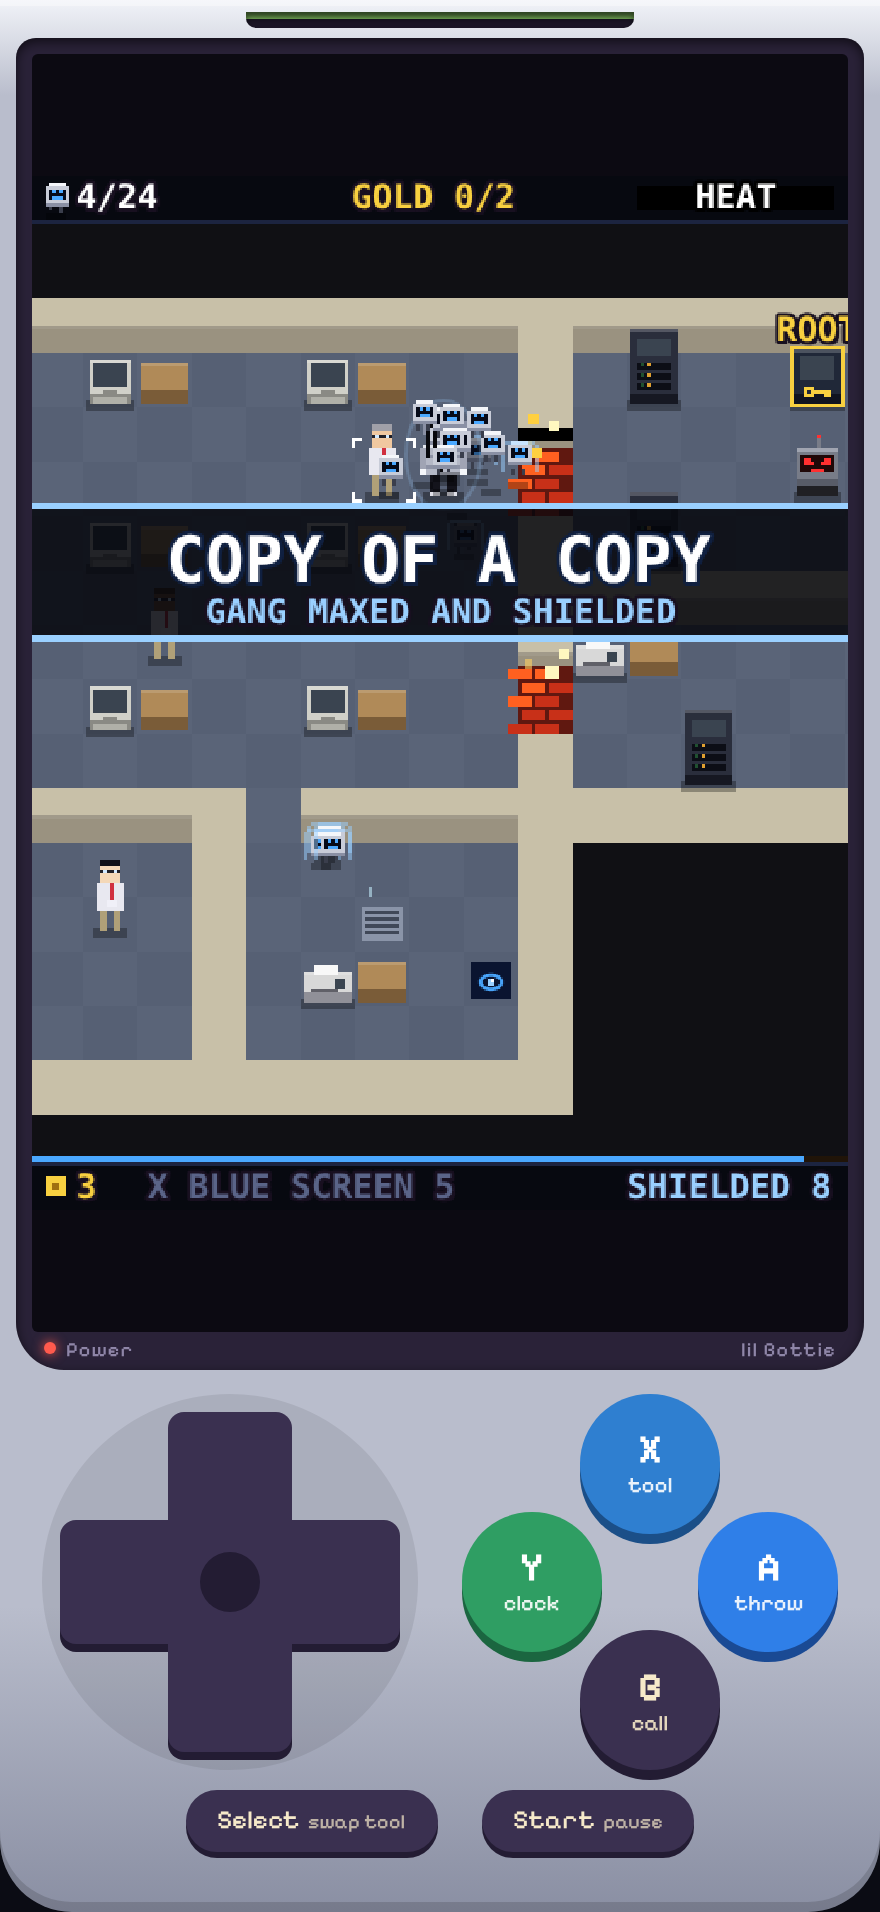 4/24
GOLD 0/2
HEAT
ROOT
COPY OF A COPY
GANG MAXED AND SHIELDED
3
X BLUE SCREEN 5
SHIELDED 8
Power
lil Bottie
X
tool
Y
clock
A
throw
B
call
Select swap tool
Start pause